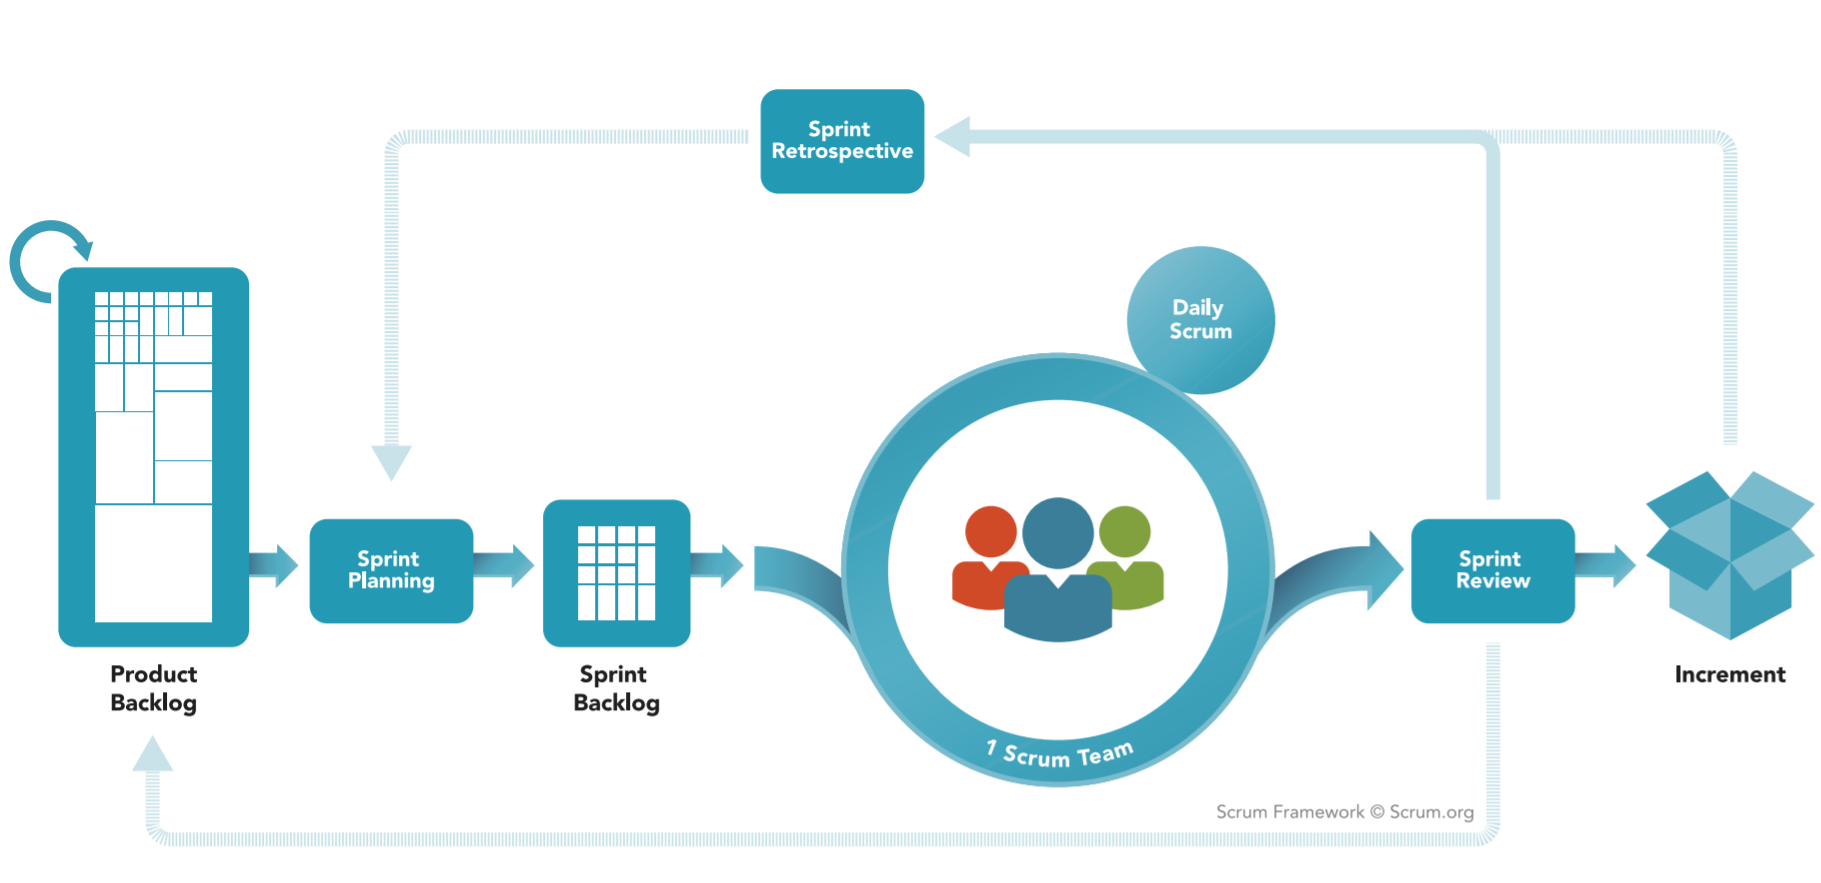 Sprint
Retrospective
Daily
Scrum
Sprint
Planning
Sprint
Review
Product
Backlog
Sprint
Backlog
Increment
1 Scrum Team
Scrum Framework © Scrum.org